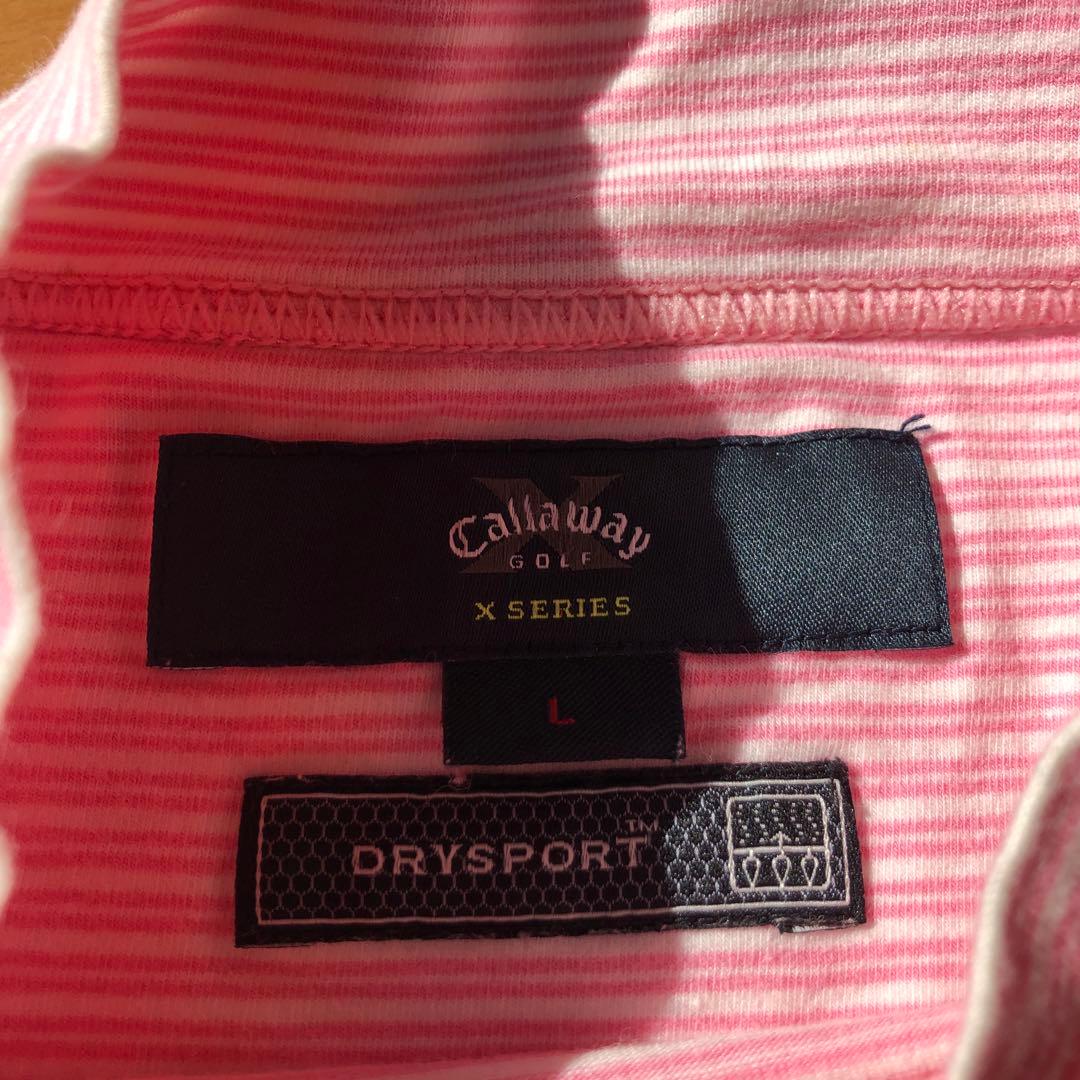 X
Callaway
GOLF
X SERIES
L
DRYSPORT™